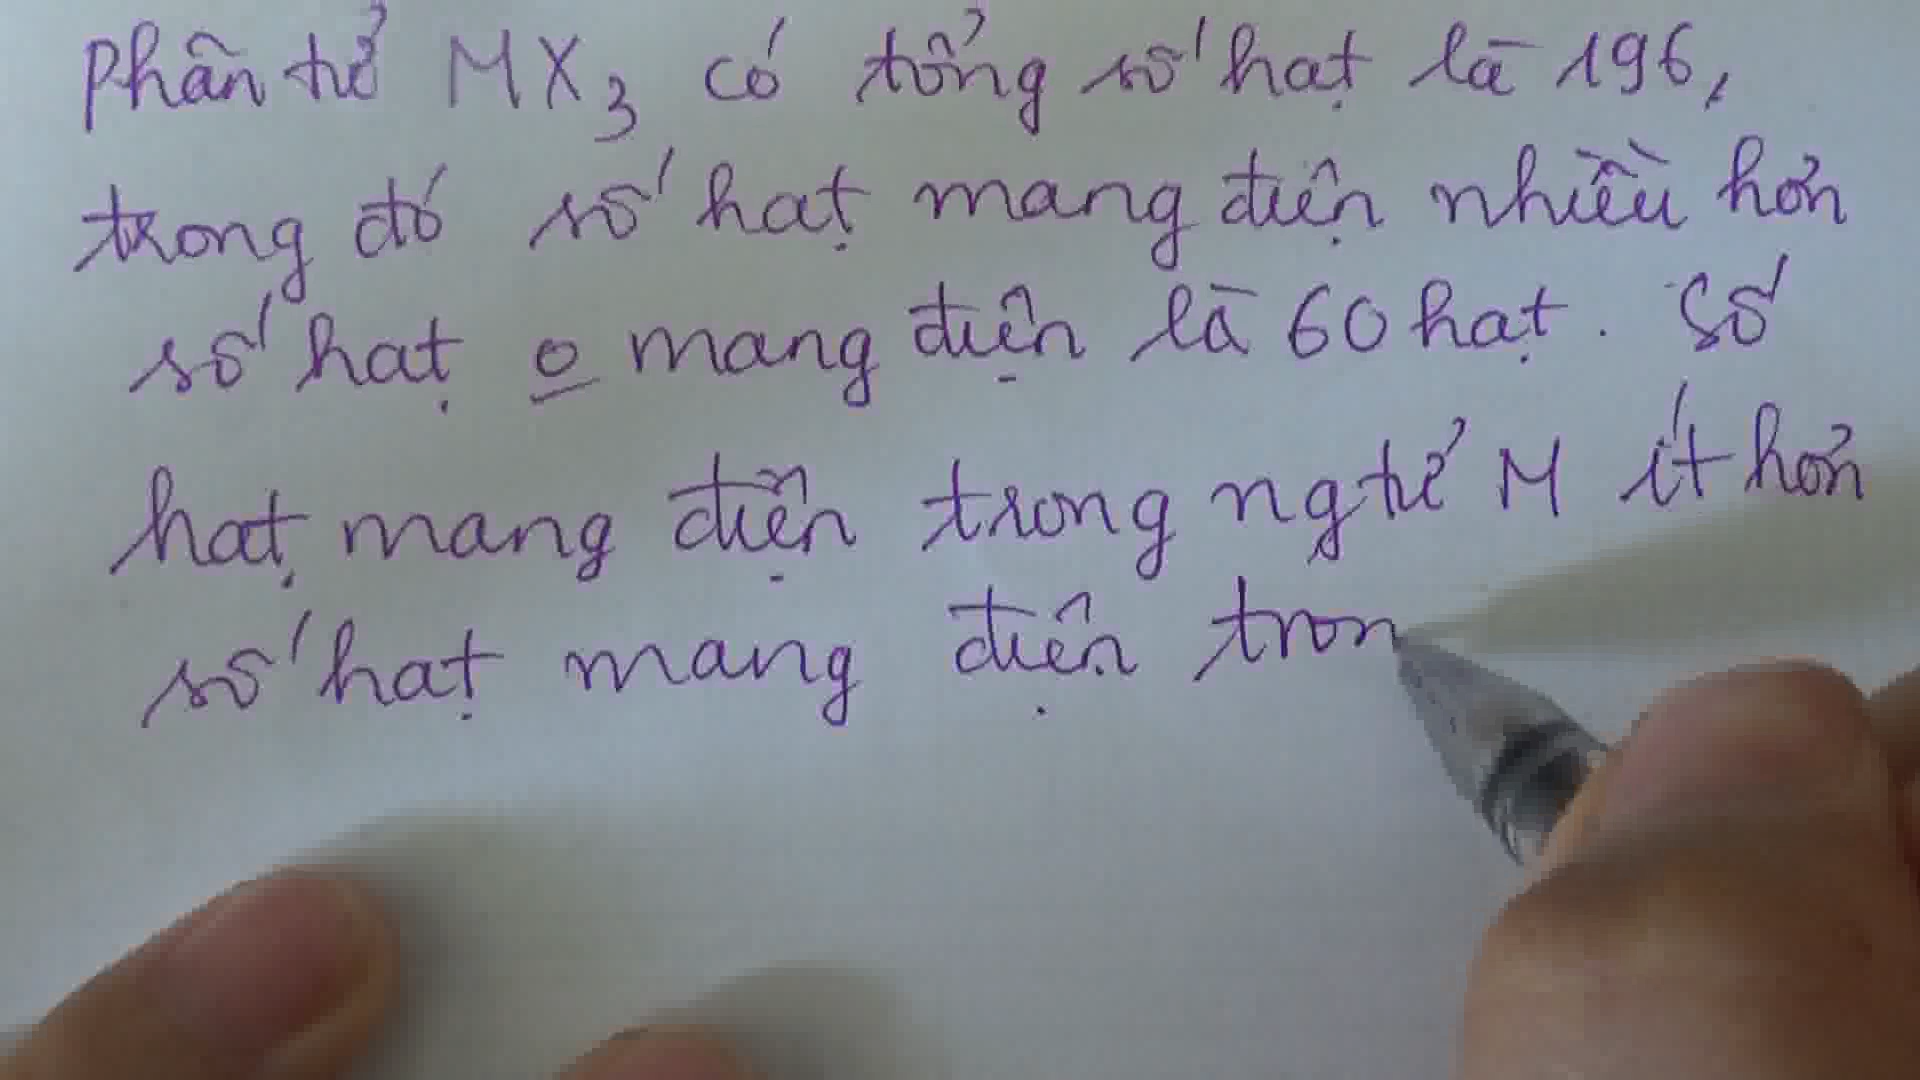 Phân tử MX3 có tổng số hạt là 196,
trong đó số hạt mang điện nhiều hơn
số hạt o mang điện là 60 hạt. Số
hạt mang điện trong ng tử M ít hơn
số hạt mang điện tron